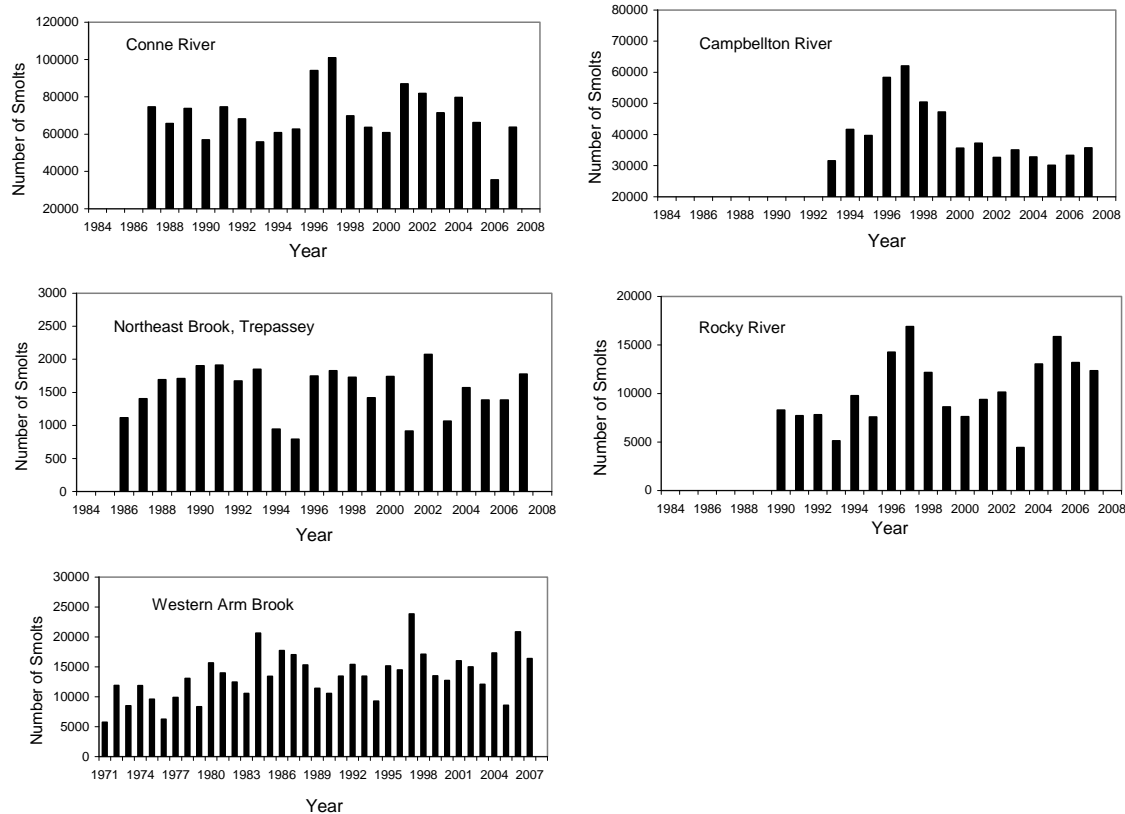 Conne River
Number of Smolts
120000
100000
80000
60000
40000
20000
1984 1986 1988 1990 1992 1994 1996 1998 2000 2002 2004 2006 2008
Year
Campbellton River
Number of Smolts
80000
70000
60000
50000
40000
30000
20000
1984 1986 1988 1990 1992 1994 1996 1998 2000 2002 2004 2006 2008
Year
Northeast Brook, Trepassey
Number of Smolts
3000
2500
2000
1500
1000
500
0
1984 1986 1988 1990 1992 1994 1996 1998 2000 2002 2004 2006 2008
Year
Rocky River
Number of Smolts
20000
15000
10000
5000
0
1984 1986 1988 1990 1992 1994 1996 1998 2000 2002 2004 2006 2008
Year
Western Arm Brook
Number of Smolts
30000
25000
20000
15000
10000
5000
0
1971 1974 1977 1980 1983 1986 1989 1992 1995 1998 2001 2004 2007
Year